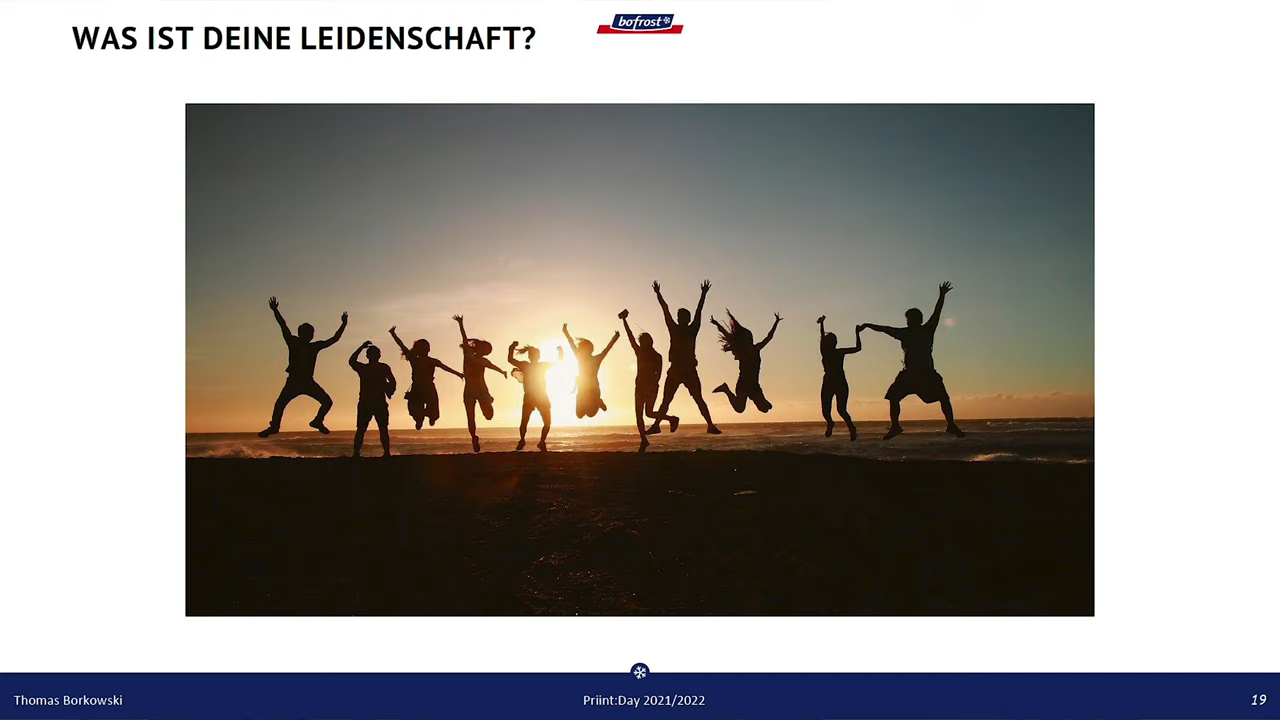 WAS IST DEINE LEIDENSCHAFT?
bofrost
Thomas Borkowski
Priint:Day 2021/2022
19